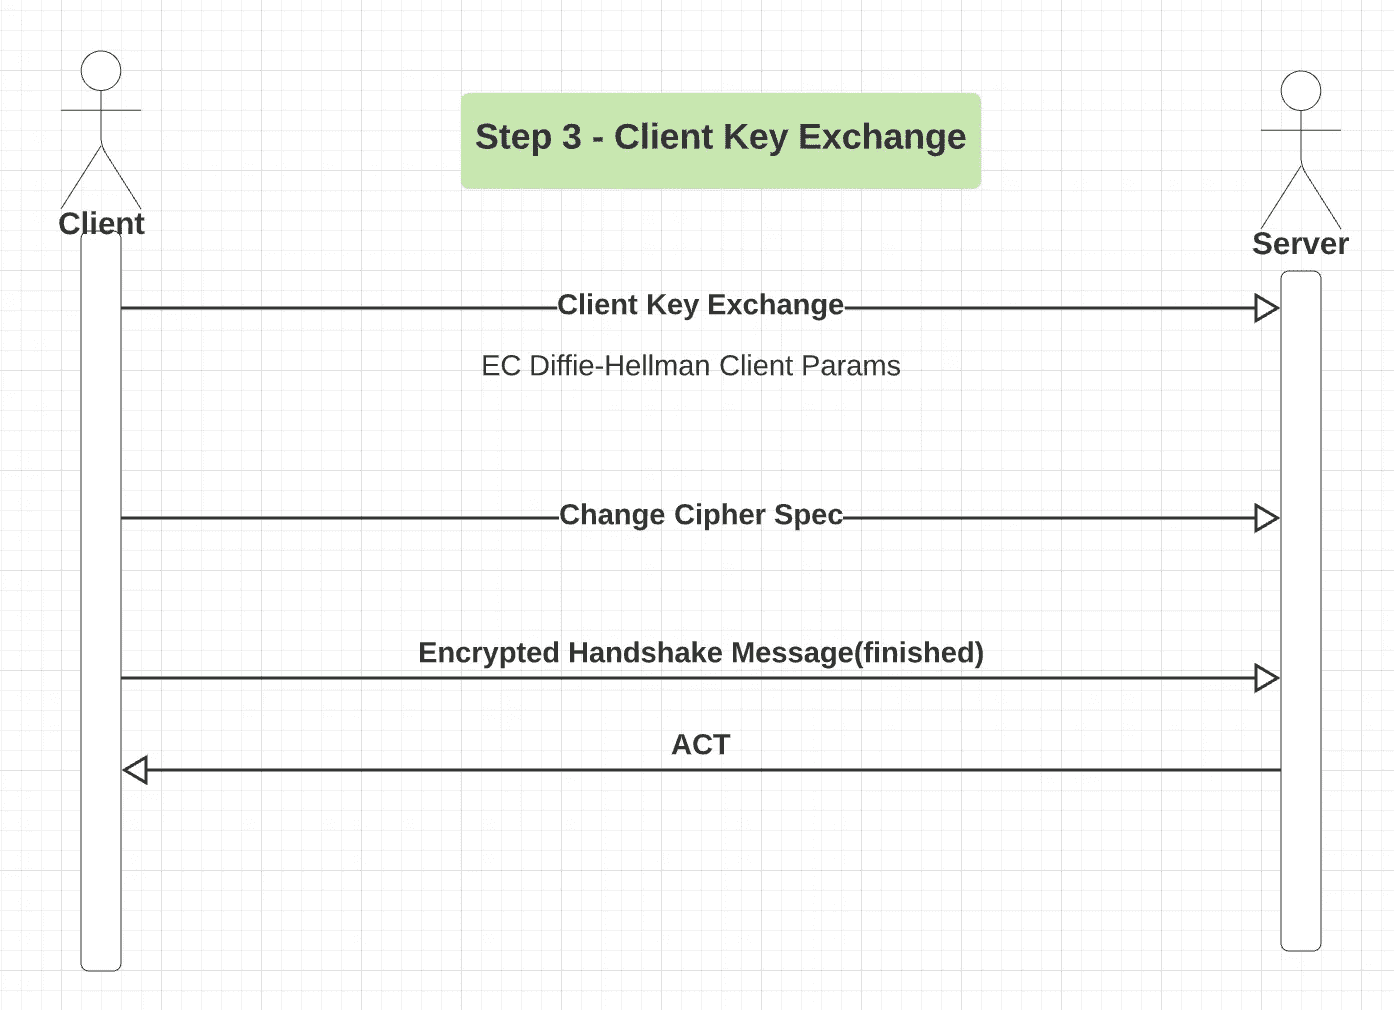 Step 3 - Client Key Exchange
Client
Server
Client Key Exchange
EC Diffie-Hellman Client Params
Change Cipher Spec
Encrypted Handshake Message(finished)
ACT